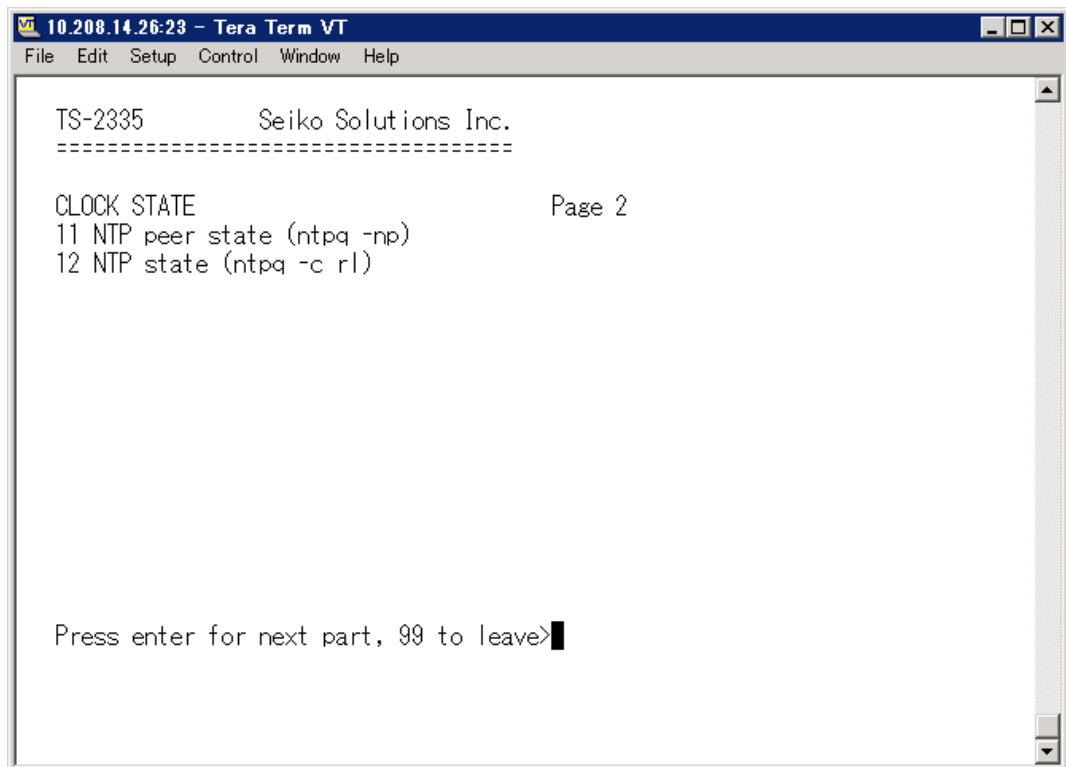 10.208.14.26:23 - Tera Term VT
File Edit Setup Control Window Help
TS-2335 Seiko Solutions Inc.
====================================
CLOCK STATE Page 2
11 NTP peer state (ntpq -np)
12 NTP state (ntpq -c rl)
Press enter for next part, 99 to leave>